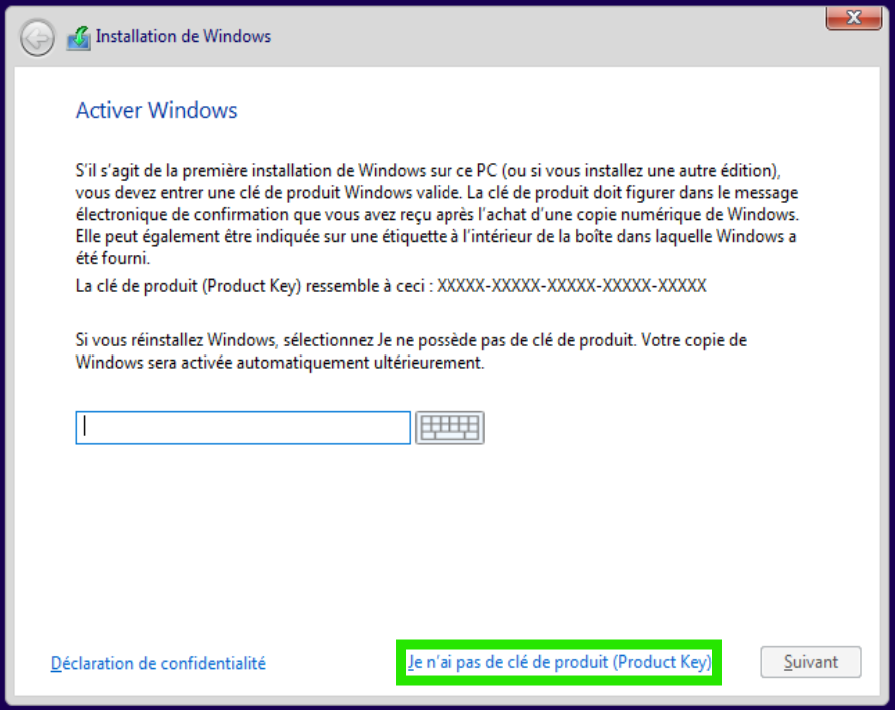 Installation de Windows
Activer Windows
S'il s'agit de la première installation de Windows sur ce PC (ou si vous installez une autre édition),
vous devez entrer une clé de produit Windows valide. La clé de produit doit figurer dans le message
électronique de confirmation que vous avez reçu après l'achat d'une copie numérique de Windows.
Elle peut également être indiquée sur une étiquette à l'intérieur de la boîte dans laquelle Windows a
été fourni.
La clé de produit (Product Key) ressemble à ceci : XXXXX-XXXXX-XXXXX-XXXXX-XXXXX
Si vous réinstallez Windows, sélectionnez Je ne possède pas de clé de produit. Votre copie de
Windows sera activée automatiquement ultérieurement.
Déclaration de confidentialité
Je n'ai pas de clé de produit (Product Key)
Suivant